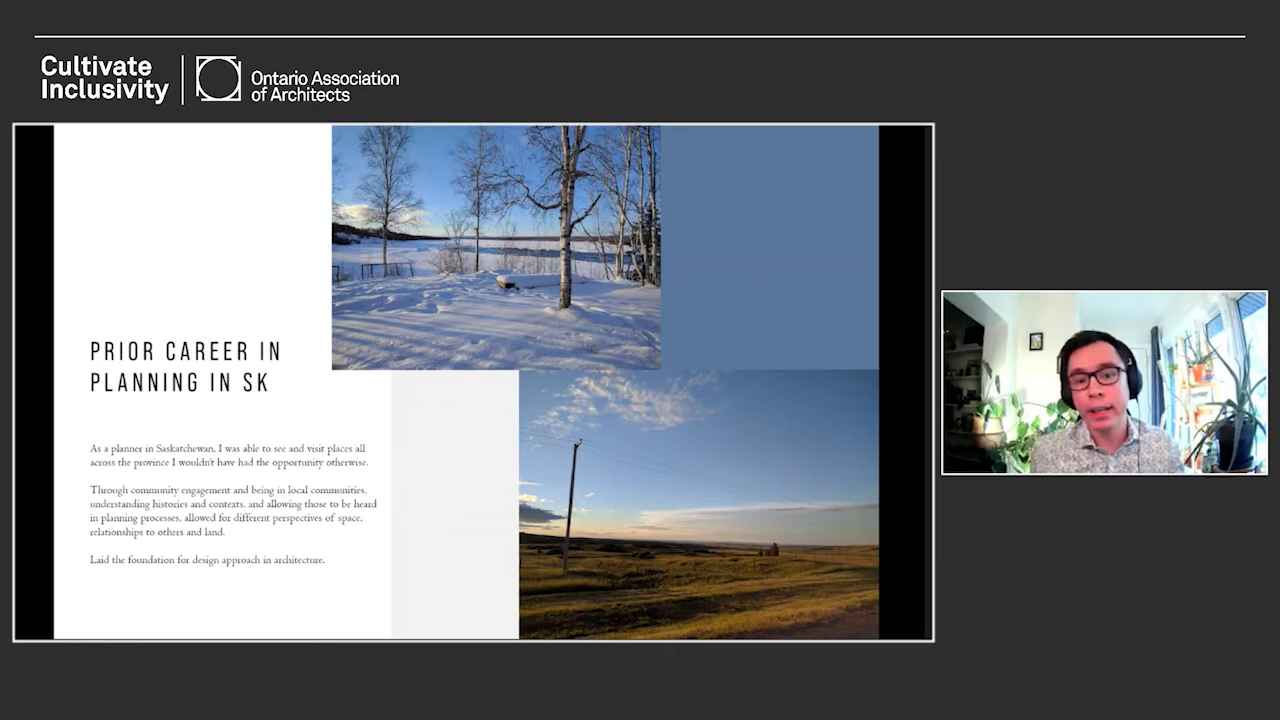 Cultivate
Inclusivity
Ontario Association
of Architects
PRIOR CAREER IN
PLANNING IN SK
As a planner in Saskatchewan, I was able to see and visit places all
across the province I wouldn't have had the opportunity otherwise.
Through community engagement and being in local communities,
understanding histories and contexts, and allowing those to be heard
in planning processes, allowed for different perspectives of space,
relationships to others and land.
Laid the foundation for design approach in architecture.